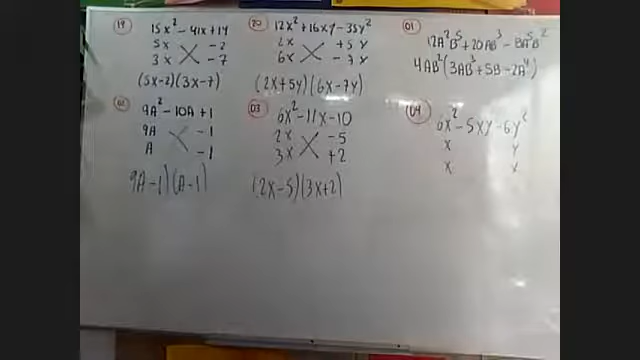 19 15x² - 41x + 14
5x - 2
3x - 7
(5x-2)(3x-7)
20 12x² + 16xy - 35y²
2x + 5y
6x - 7y
(2x+5y)(6x-7y)
01
12A²B⁵ + 20AB³ - 8A⁵B²
4AB²(3AB³ + 5B - 2A⁴)
02 9A² - 10A + 1
9A - 1
A - 1
9A - 1)(A - 1)
03 6x² - 11x - 10
2x - 5
3x + 2
(2x-5)(3x+2)
04 6x² - 5xy - 6y²
x y
x x